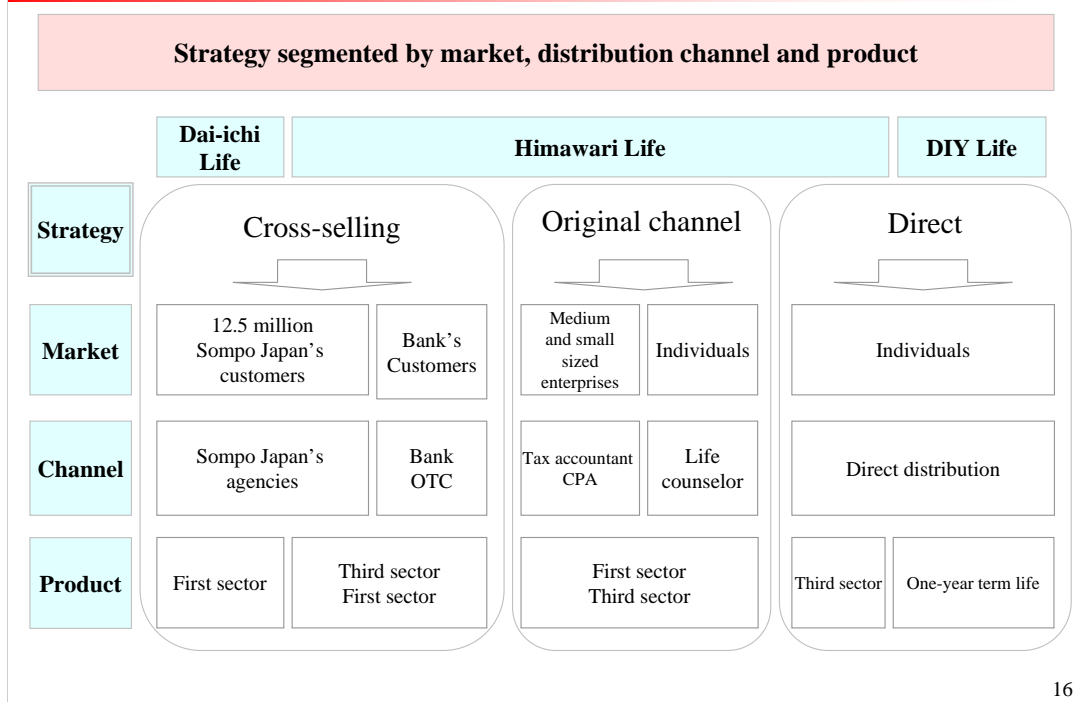 Strategy segmented by market, distribution channel and product
Dai-ichi
Life
Himawari Life
DIY Life
Strategy
Cross-selling
Original channel
Direct
Market
12.5 million
Sompo Japan's
customers
Bank's
Customers
Medium
and small
sized
enterprises
Individuals
Individuals
Channel
Sompo Japan's
agencies
Bank
OTC
Tax accountant
CPA
Life
counselor
Direct distribution
Product
First sector
Third sector
First sector
First sector
Third sector
Third sector
One-year term life
16